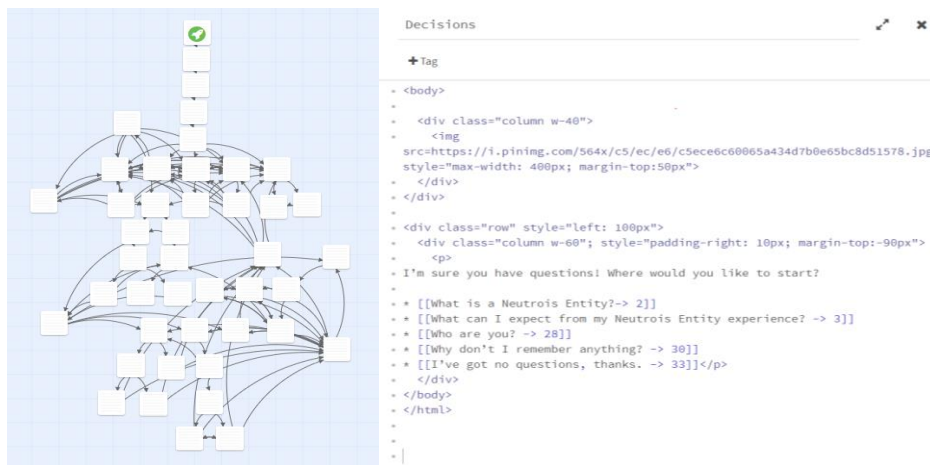 Decisions
+ Tag
<body>
<div class="column w-40">
<img
src=https://i.pinimg.com/564x/c5/ec/e6/c5ece6c60065a434d7b0e65bc8d51578.jpg
style="max-width: 400px; margin-top:50px">
</div>
</div>
<div class="row" style="left: 100px">
<div class="column w-60"; style="padding-right: 10px; margin-top:-90px">
<p>
I'm sure you have questions! Where would you like to start?
* [[What is a Neutrois Entity?-> 2]]
* [[What can I expect from my Neutrois Entity experience? -> 3]]
* [[Who are you? -> 28]]
* [[Why don't I remember anything? -> 30]]
* [[I've got no questions, thanks. -> 33]]</p>
</div>
</body>
</html>